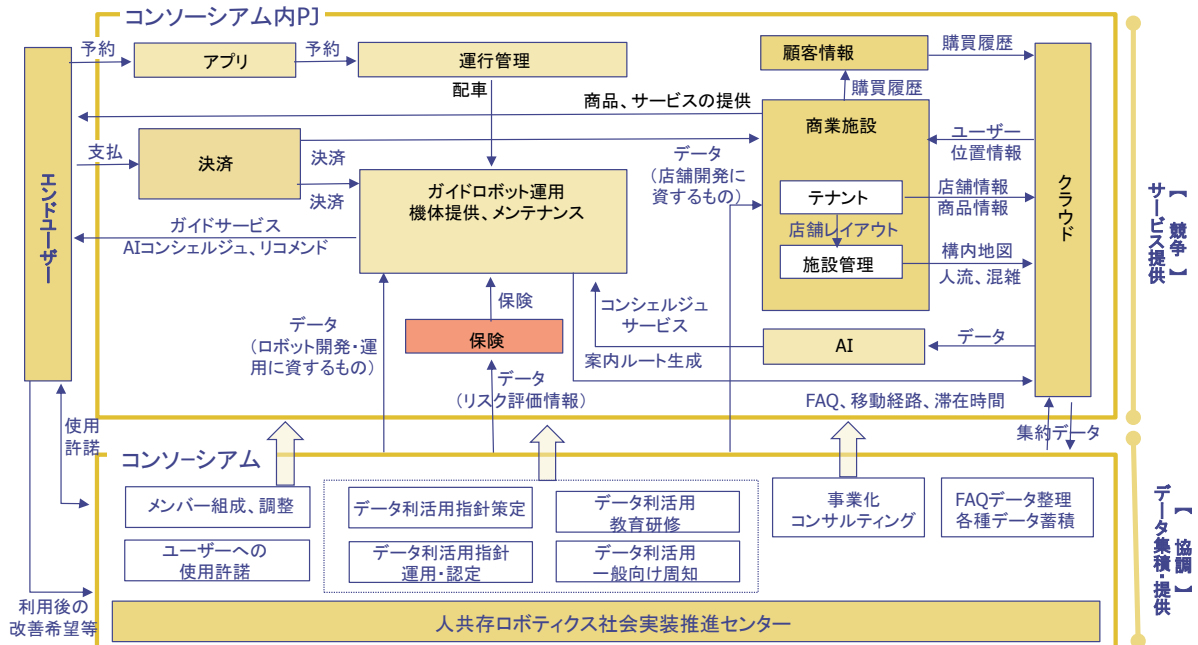 コンソーシアム内PJ
予約
アプリ
予約
運行管理
顧客情報
購買履歴
配車
購買履歴
商品、サービスの提供
商業施設
支払
決済
決済
決済
データ
（店舗開発に
資するもの）
ユーザー
位置情報
ガイドロボット運用
機体提供、メンテナンス
テナント
店舗情報
商品情報
店舗レイアウト
ガイドサービス
AIコンシェルジュ、リコメンド
施設管理
構内地図
人流、混雑
エンドユーザー
クラウド
【　競争　】
サービス提供
保険
コンシェルジュ
サービス
データ
（ロボット開発・運
用に資するもの）
保険
AI
データ
案内ルート生成
データ
（リスク評価情報）
FAQ、移動経路、滞在時間
使用
許諾
集約データ
コンソーシアム
メンバー組成、調整
データ利活用指針策定
データ利活用
教育研修
事業化
コンサルティング
FAQデータ整理
各種データ蓄積
ユーザーへの
使用許諾
データ利活用指針
運用・認定
データ利活用
一般向け周知
【　協調　】
データ集積・提供
利用後の
改善希望等
人共存ロボティクス社会実装推進センター